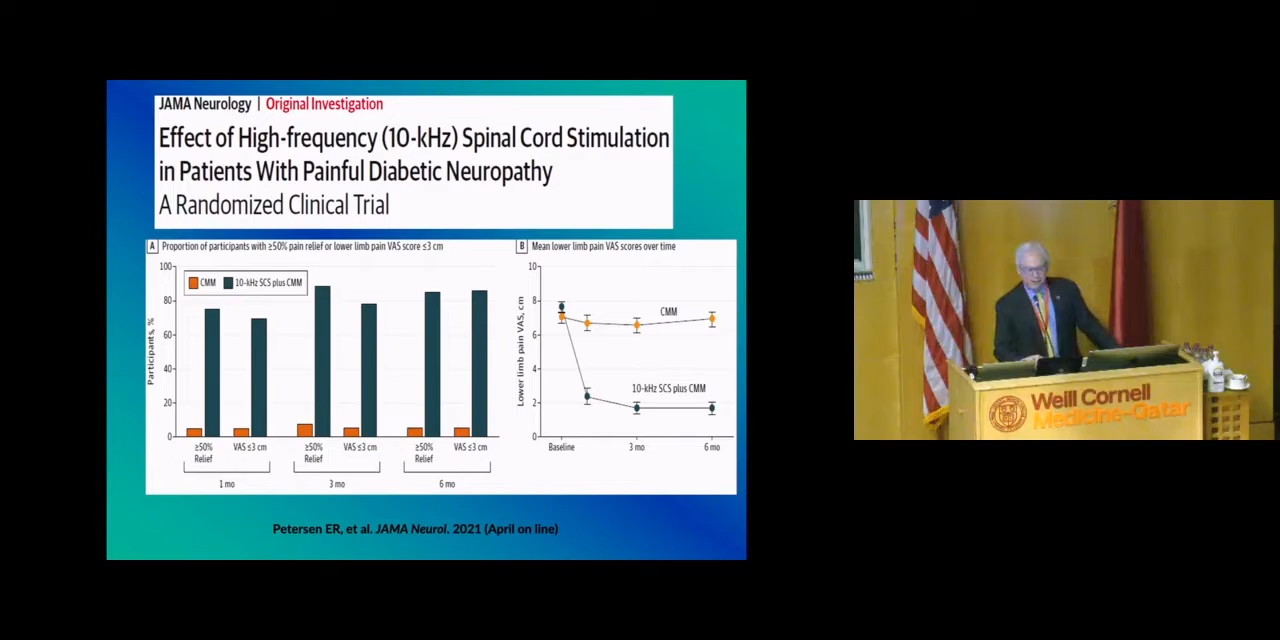 JAMA Neurology | Original Investigation
Effect of High-frequency (10-kHz) Spinal Cord Stimulation
in Patients With Painful Diabetic Neuropathy
A Randomized Clinical Trial
A Proportion of participants with ≥50% pain relief or lower limb pain VAS score ≤3 cm
CMM 10-kHz SCS plus CMM
Participants, %
100
80
60
40
20
0
≥50% Relief VAS ≤3 cm ≥50% Relief VAS ≤3 cm ≥50% Relief VAS ≤3 cm
1 mo 3 mo 6 mo
B Mean lower limb pain VAS scores over time
Lower limb pain VAS, cm
10
8
6
4
2
0
CMM
10-kHz SCS plus CMM
Baseline 3 mo 6 mo
Petersen ER, et al. JAMA Neurol. 2021 (April on line)
Weill Cornell
Medicine-Qatar